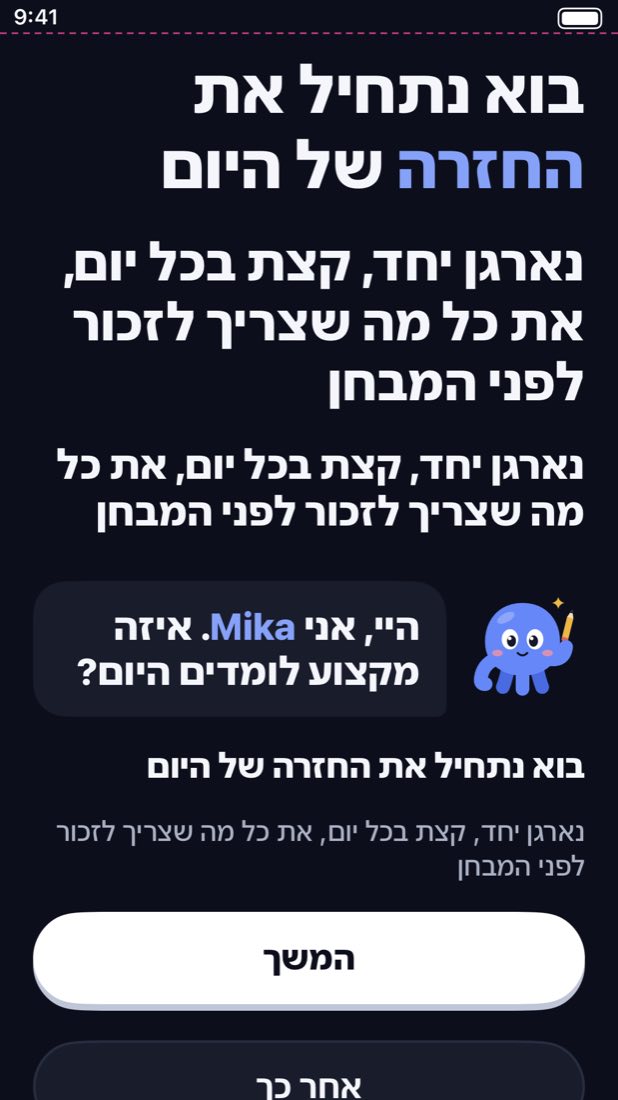 9:41
בוא נתחיל את
החזרה של היום
נארגן יחד, קצת בכל יום,
את כל מה שצריך לזכור
לפני המבחן
נארגן יחד, קצת בכל יום, את כל
מה שצריך לזכור לפני המבחן
היי, אני Mika. איזה
מקצוע לומדים היום?
בוא נתחיל את החזרה של היום
נארגן יחד, קצת בכל יום, את כל מה שצריך לזכור
לפני המבחן
המשך
אחר כך